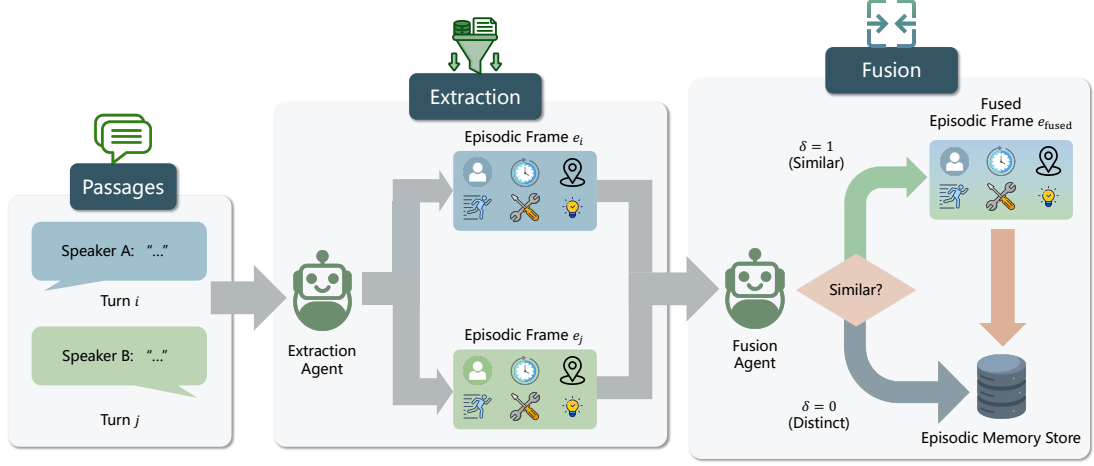 Passages
Speaker A: “...”
Turn i
Speaker B: “...”
Turn j
Extraction
Extraction
Agent
Episodic Frame e_i
Episodic Frame e_j
Fusion
Fusion
Agent
Similar?
δ = 1
(Similar)
δ = 0
(Distinct)
Fused
Episodic Frame e_fused
Episodic Memory Store